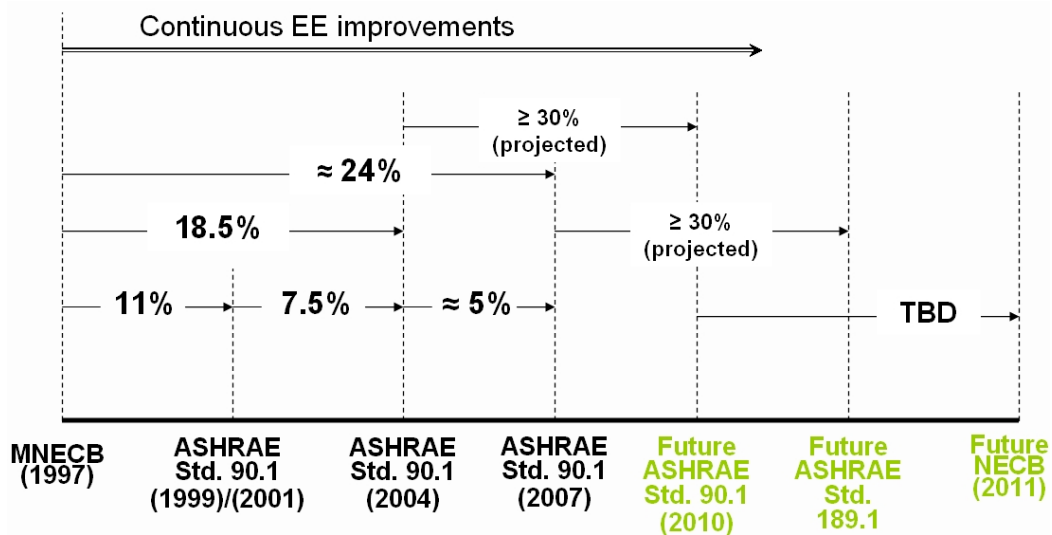 Continuous EE improvements
≥ 30%
(projected)
≈ 24%
18.5%
≥ 30%
(projected)
11%
7.5%
≈ 5%
TBD
MNECB
(1997)
ASHRAE
Std. 90.1
(1999)/(2001)
ASHRAE
Std. 90.1
(2004)
ASHRAE
Std. 90.1
(2007)
Future
ASHRAE
Std. 90.1
(2010)
Future
ASHRAE
Std.
189.1
Future
NECB
(2011)